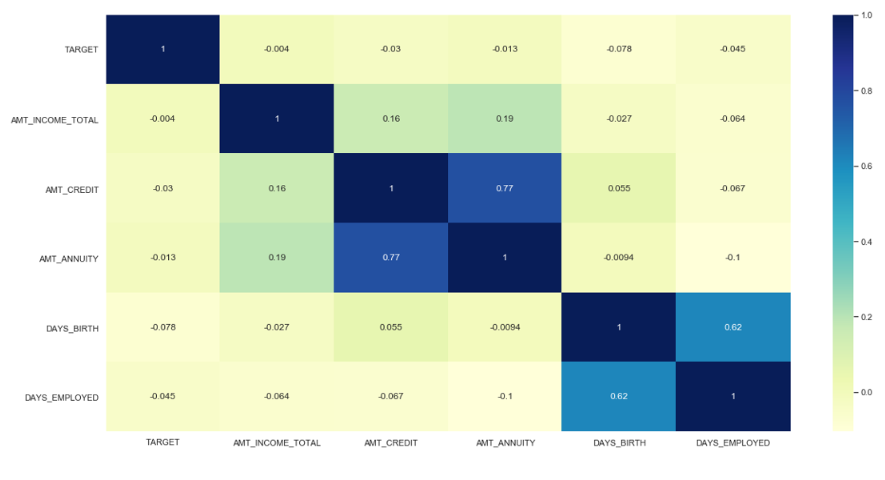 1.0
TARGET 1 -0.004 -0.03 -0.013 -0.078 -0.045
0.8
AMT_INCOME_TOTAL -0.004 1 0.16 0.19 -0.027 -0.064
0.6
AMT_CREDIT -0.03 0.16 1 0.77 0.055 -0.067
0.4
AMT_ANNUITY -0.013 0.19 0.77 1 -0.0094 -0.1
0.2
DAYS_BIRTH -0.078 -0.027 0.055 -0.0094 1 0.62
0.0
DAYS_EMPLOYED -0.045 -0.064 -0.067 -0.1 0.62 1
TARGET AMT_INCOME_TOTAL AMT_CREDIT AMT_ANNUITY DAYS_BIRTH DAYS_EMPLOYED